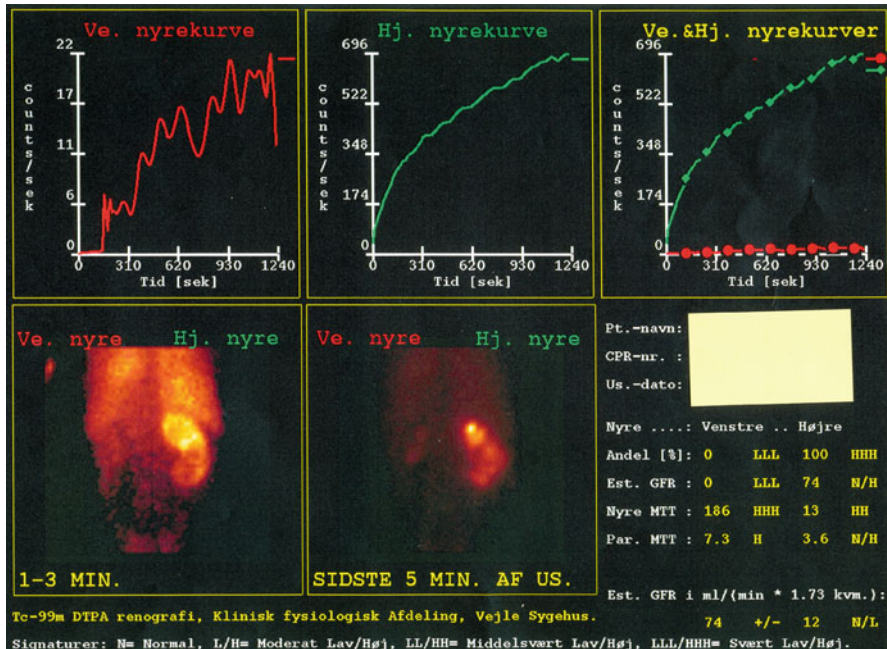 Ve. nyrekurve
22
17
11
6
0
counts/sek
0 310 620 930 1240
Tid [sek]
Hj. nyrekurve
696
522
348
174
0
counts/sek
0 310 620 930 1240
Tid [sek]
Ve.&Hj. nyrekurver
696
522
348
174
0
counts/sek
0 310 620 930 1240
Tid [sek]
Ve. nyre Hj. nyre
1-3 MIN.
Ve. nyre Hj. nyre
SIDSTE 5 MIN. AF US.
Pt.-navn:
CPR-nr. :
Us.-dato:
Nyre ....: Venstre .. Højre
Andel [%]: 0 LLL 100 HHH
Est. GFR : 0 LLL 74 N/H
Nyre MTT : 186 HHH 13 HH
Par. MTT : 7.3 H 3.6 N/H
Est. GFR i ml/(min * 1.73 kvm.):
74 +/- 12 N/L
Tc-99m DTPA renografi, Klinisk fysiologisk Afdeling, Vejle Sygehus.
Signaturer: N= Normal, L/H= Moderat Lav/Høj, LL/HH= Middelsvært Lav/Høj, LLL/HHH= Svært Lav/Høj.